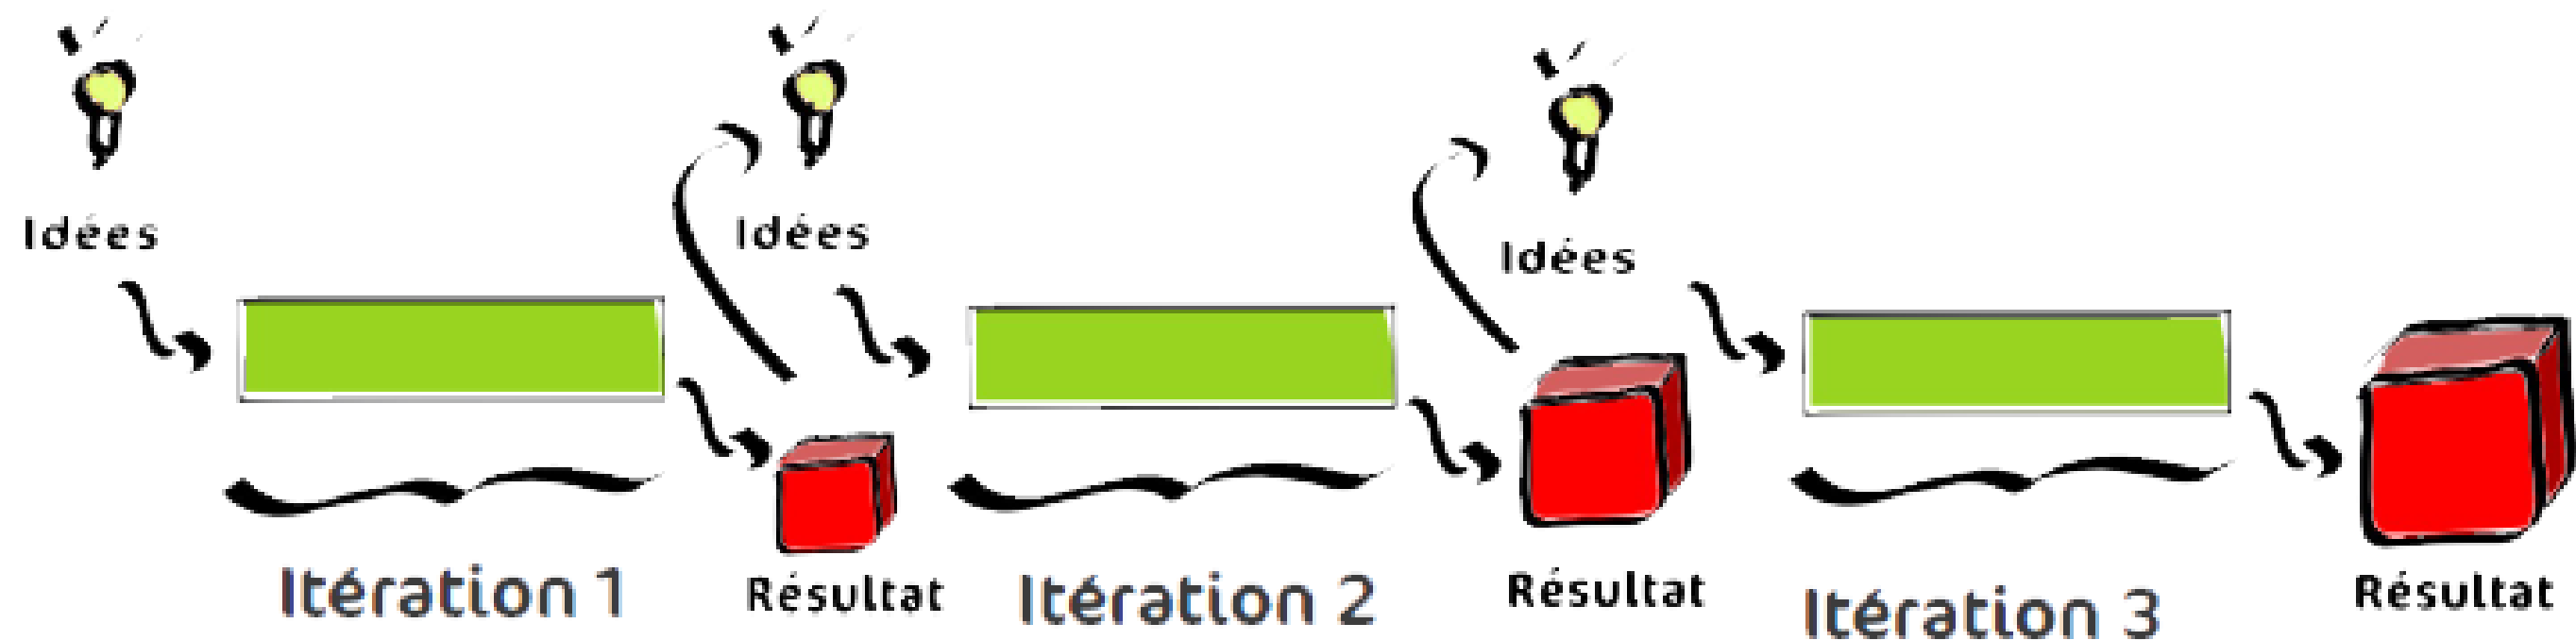 Idées
Idées
Idées
Itération 1
Résultat
Itération 2
Résultat
Itération 3
Résultat